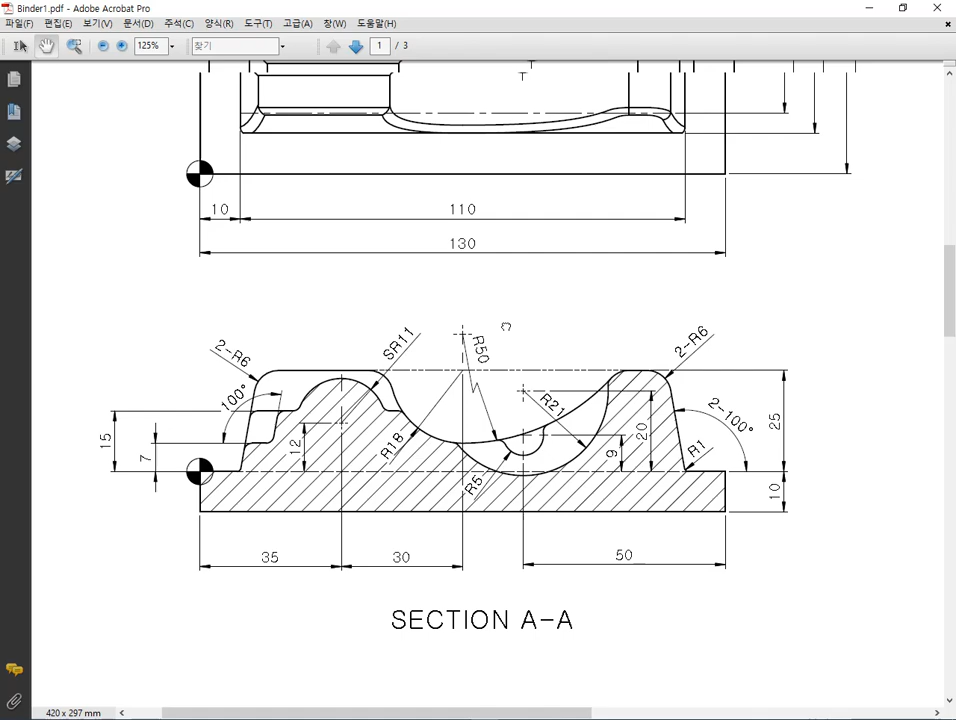 Binder1.pdf - Adobe Acrobat Pro
파일(F) 편집(E) 보기(V) 문서(D) 주석(C) 양식(R) 도구(T) 고급(A) 창(W) 도움말(H)
125% 찾기 1 / 3
10 110
130
2-R6 SR11 R50 2-R6
100° R21 2-100°
15 7 12 R18 R5 9 20 R1 25 10
35 30 50
SECTION A-A
420 x 297 mm